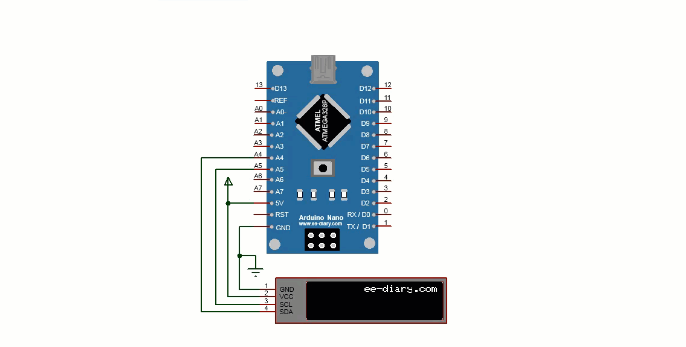 13 D13 D12 12
REF D11 11
A0 A0 D10 10
A1 A1 D9 9
A2 A2 D8 8
A3 A3 D7 7
A4 A4 D6 6
A5 A5 D5 5
A6 A6 D4 4
A7 A7 D3 3
5V D2 2
RST RX / D0 0
GND TX / D1 1
ATMEL
ATMEGA328P
Arduino Nano
www.ee-diary.com
1 GND
2 VCC
3 SCL
4 SDA
ee-diary.com